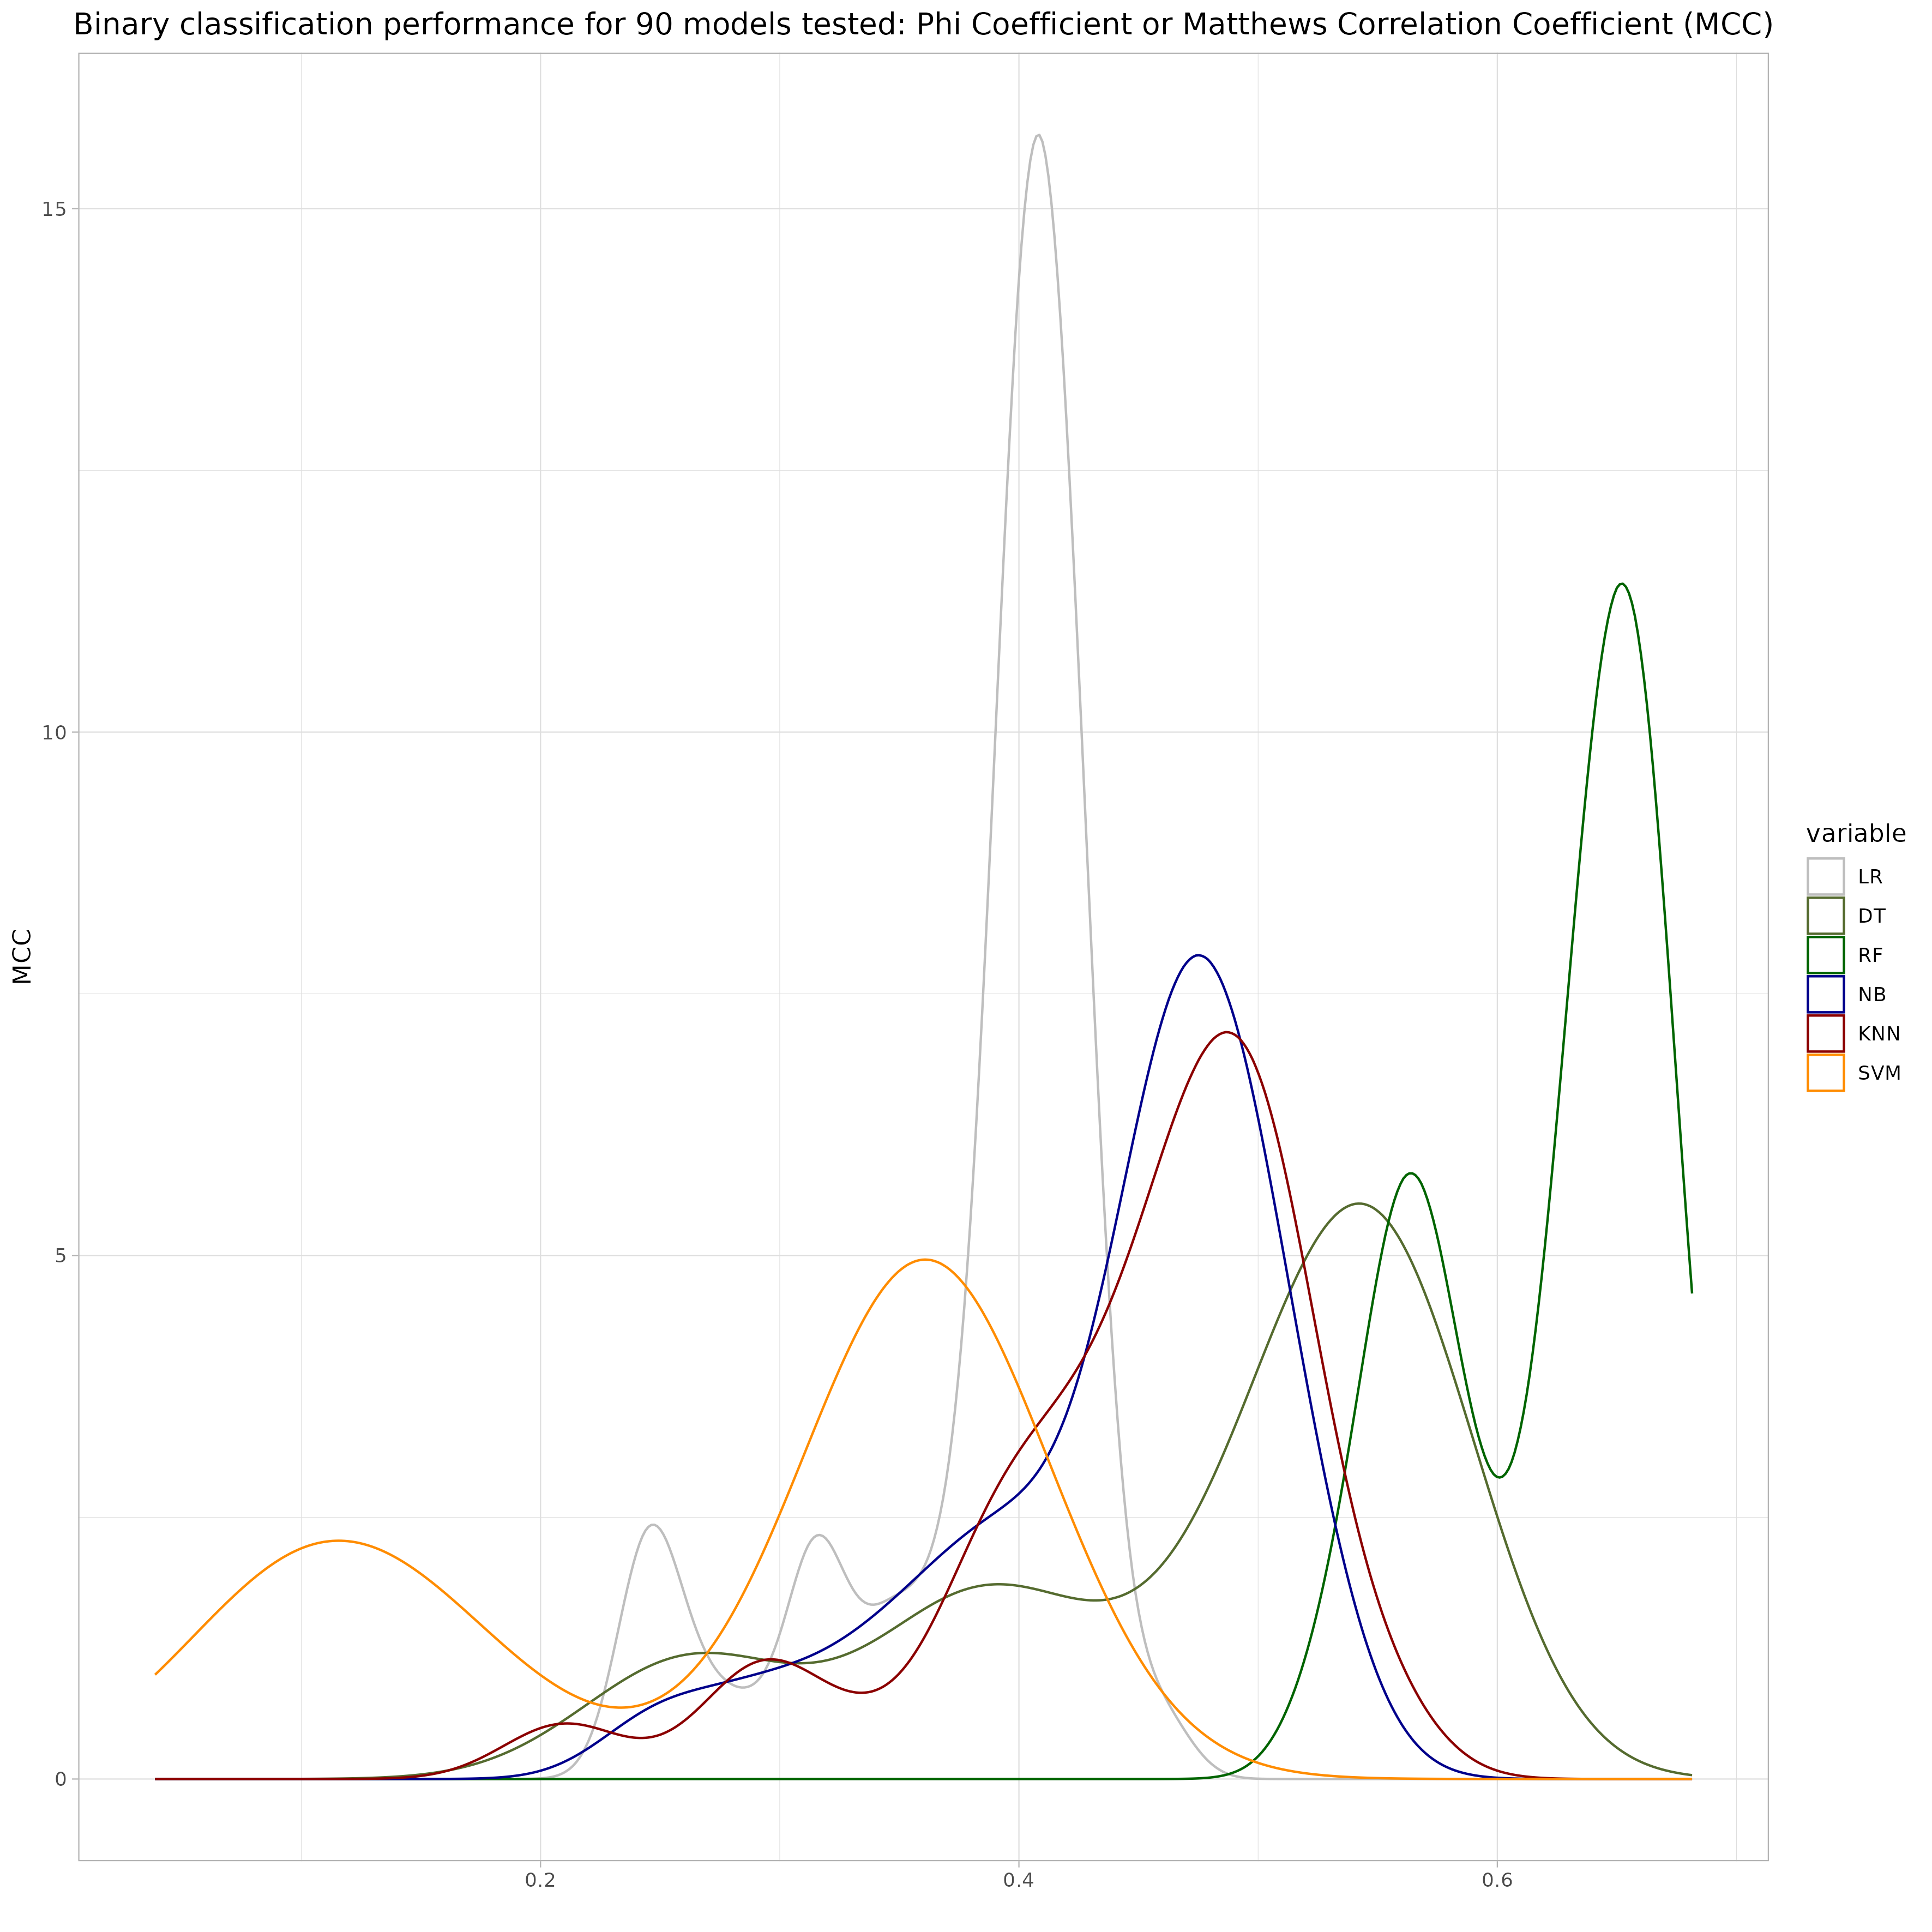 Binary classification performance for 90 models tested: Phi Coefficient or Matthews Correlation Coefficient (MCC)
15
10
5
0
MCC
0.2
0.4
0.6
variable
LR
DT
RF
NB
KNN
SVM